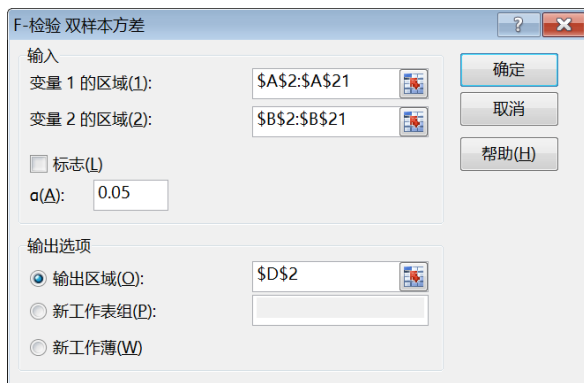 F-检验 双样本方差
输入
变量 1 的区域(1): $A$2:$A$21
变量 2 的区域(2): $B$2:$B$21
标志(L)
α(A): 0.05
输出选项
输出区域(O): $D$2
新工作表组(P):
新工作薄(W)
确定
取消
帮助(H)